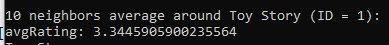 10 neighbors average around Toy Story (ID = 1):
avgRating: 3.3445905900235564